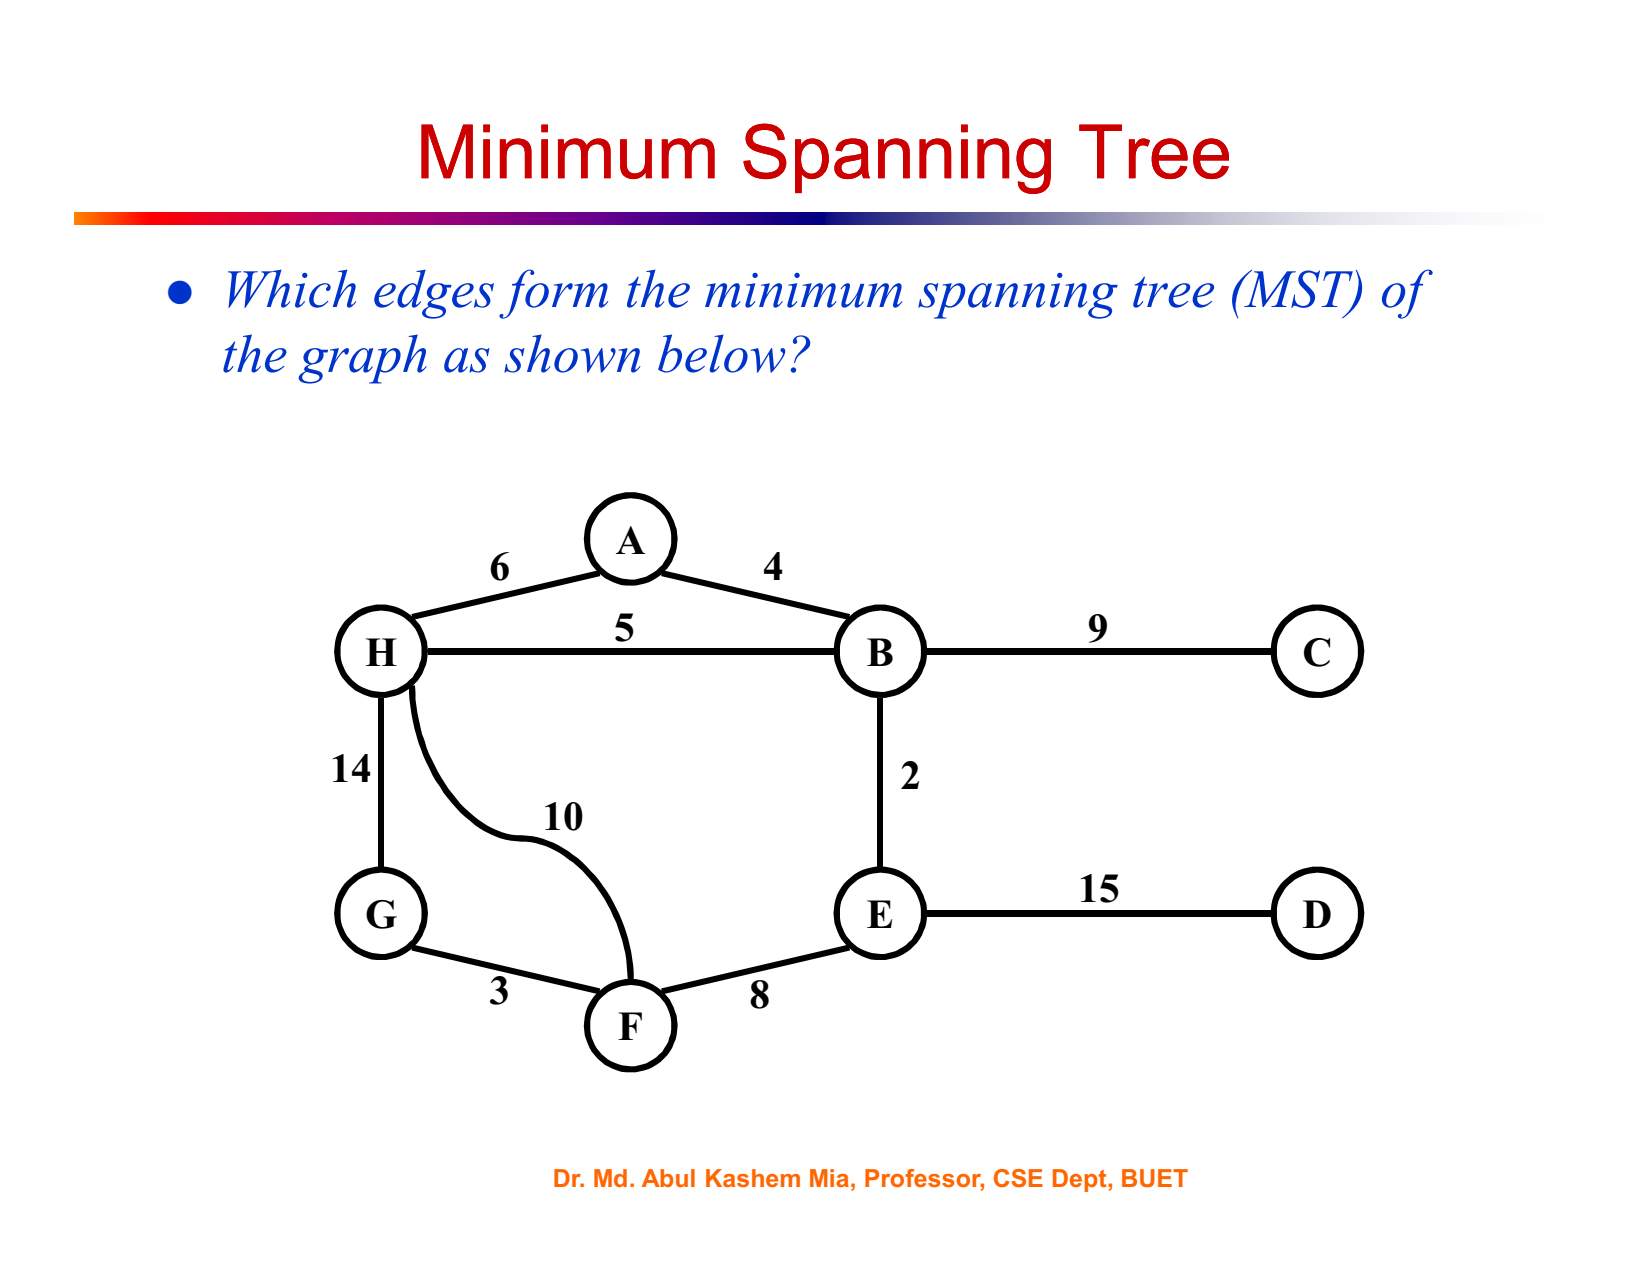 Minimum Spanning Tree
● Which edges form the minimum spanning tree (MST) of
the graph as shown below?
A
6
4
5
9
H
B
C
14
2
10
15
G
E
D
3
8
F
Dr. Md. Abul Kashem Mia, Professor, CSE Dept, BUET